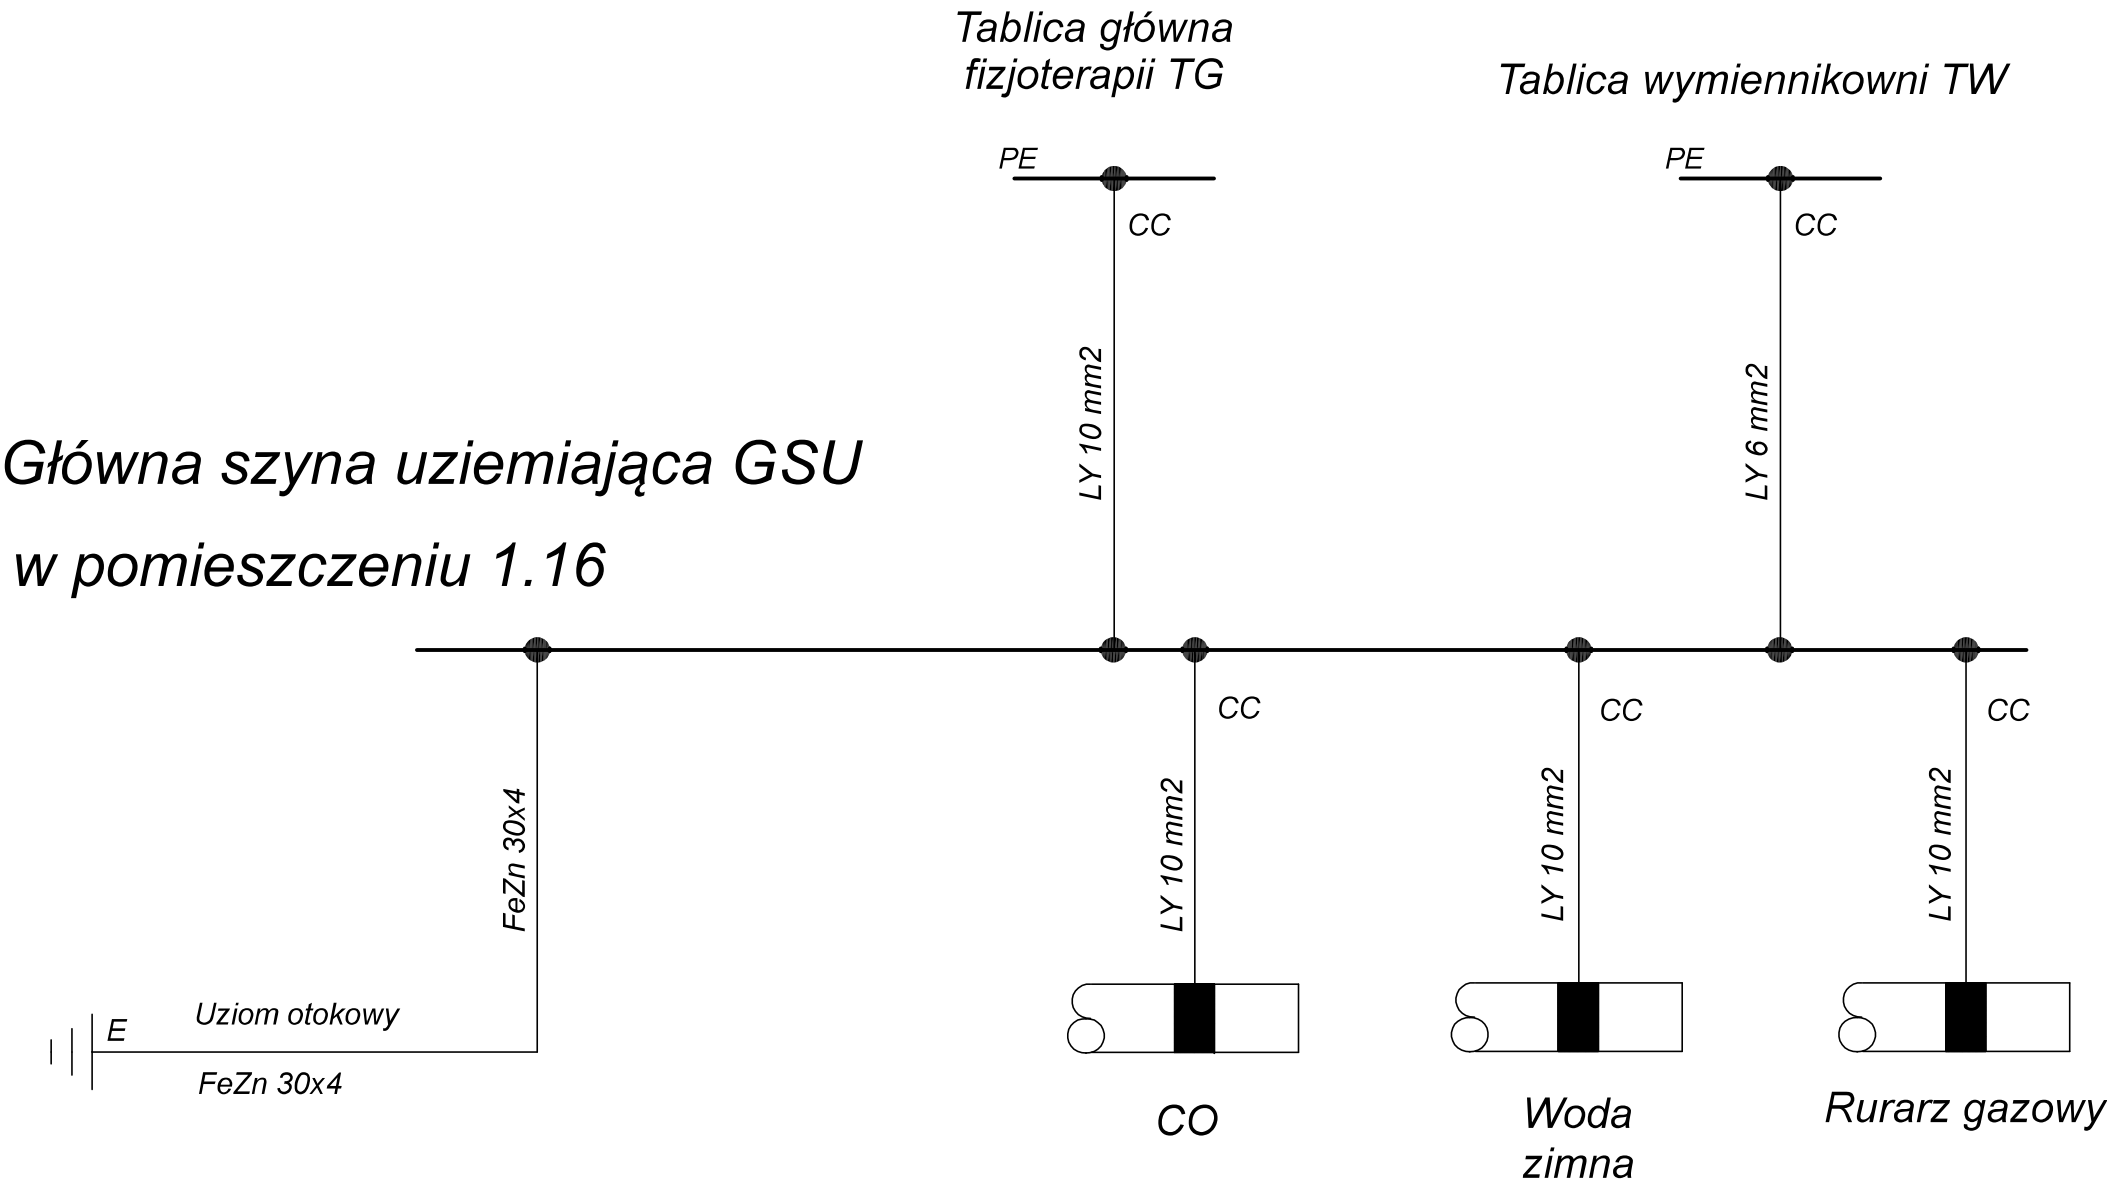 Tablica główna
fizjoterapii TG
Tablica wymiennikowni TW
PE
PE
CC
CC
LY 10 mm2
LY 6 mm2
Główna szyna uziemiająca GSU
w pomieszczeniu 1.16
CC
CC
CC
FeZn 30x4
LY 10 mm2
LY 10 mm2
LY 10 mm2
E
Uziom otokowy
FeZn 30x4
CO
Woda
zimna
Rurarz gazowy